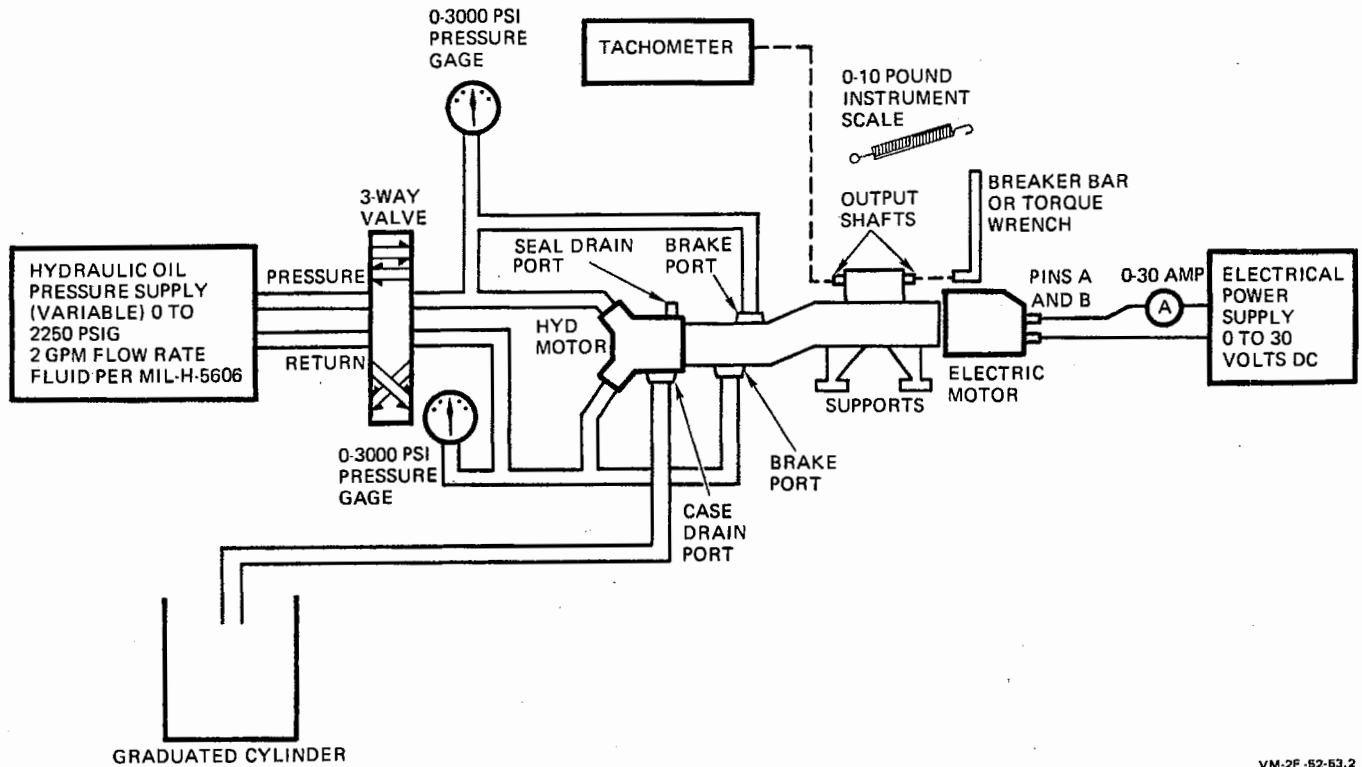 0-3000 PSI
PRESSURE
GAGE
TACHOMETER
0-10 POUND
INSTRUMENT
SCALE
3-WAY
VALVE
SEAL DRAIN
PORT
BRAKE
PORT
OUTPUT
SHAFTS
BREAKER BAR
OR TORQUE
WRENCH
HYDRAULIC OIL
PRESSURE SUPPLY
(VARIABLE) 0 TO
2250 PSIG
2 GPM FLOW RATE
FLUID PER MIL-H-5606
PRESSURE
RETURN
HYD
MOTOR
PINS A
AND B
0-30 AMP
A
ELECTRICAL
POWER
SUPPLY
0 TO 30
VOLTS DC
ELECTRIC
MOTOR
SUPPORTS
0-3000 PSI
PRESSURE
GAGE
BRAKE
PORT
CASE
DRAIN
PORT
GRADUATED CYLINDER
VM-2E-52-53.2